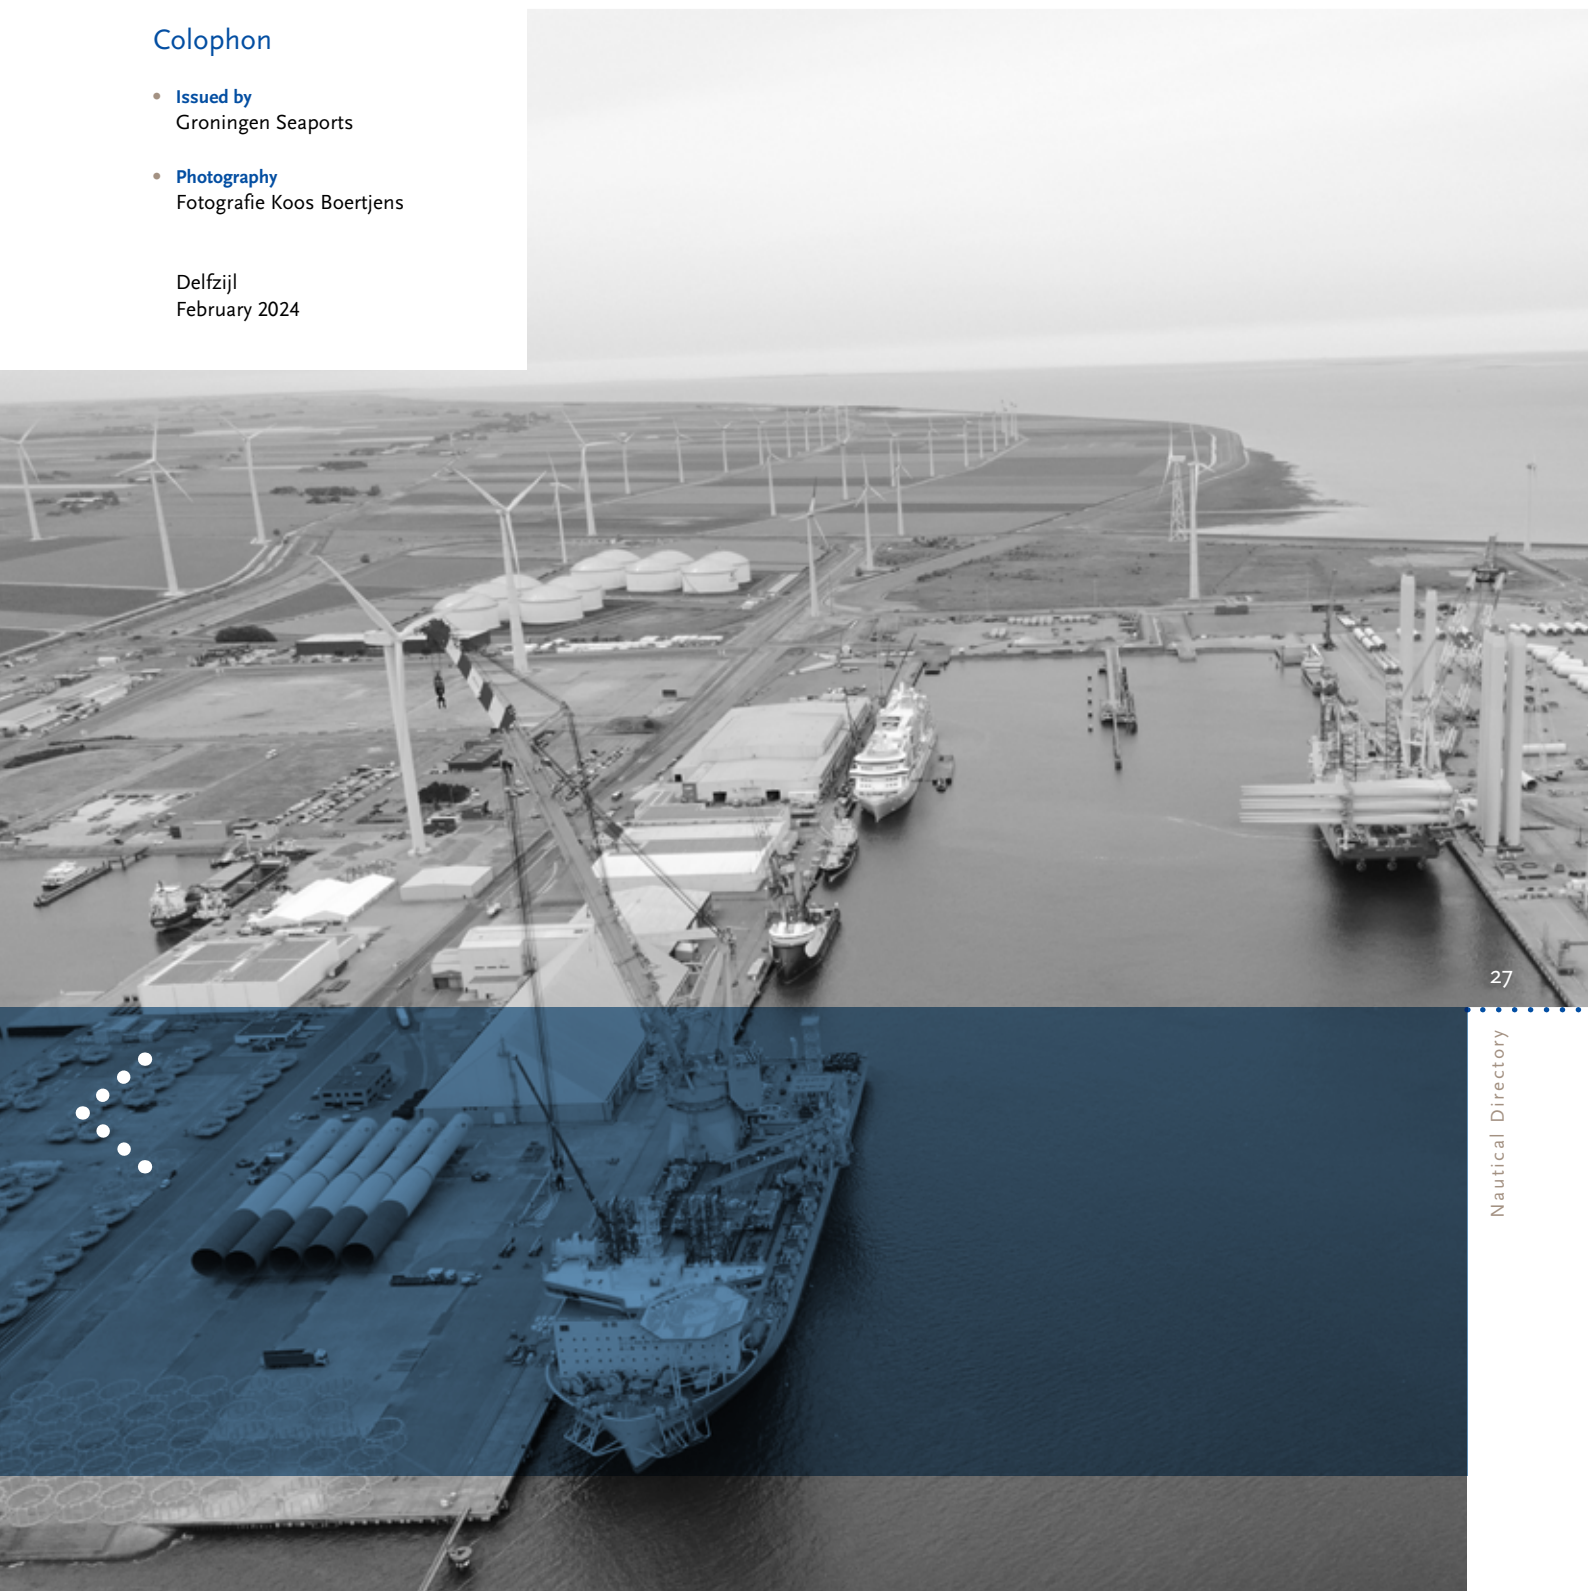 Colophon
Issued by
Groningen Seaports
Photography
Fotografie Koos Boertjens
Delfzijl
February 2024
27
Nautical Directory